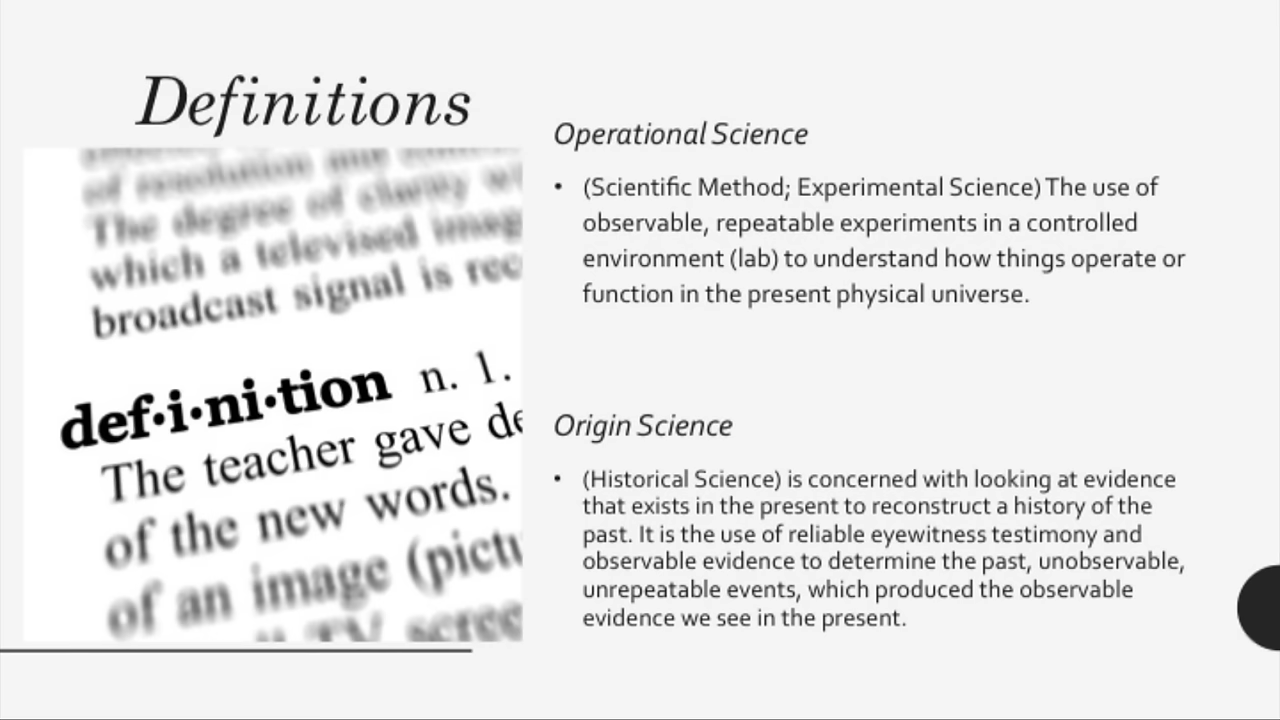 Definitions
of resolution
The degree of clarity
which a televised
broadcast signal is
def·i·ni·tion n. 1.
The teacher gave
of the new words.
of an image
TV
Operational Science
• (Scientific Method; Experimental Science) The use of
observable, repeatable experiments in a controlled
environment (lab) to understand how things operate or
function in the present physical universe.
Origin Science
• (Historical Science) is concerned with looking at evidence
that exists in the present to reconstruct a history of the
past. It is the use of reliable eyewitness testimony and
observable evidence to determine the past, unobservable,
unrepeatable events, which produced the observable
evidence we see in the present.